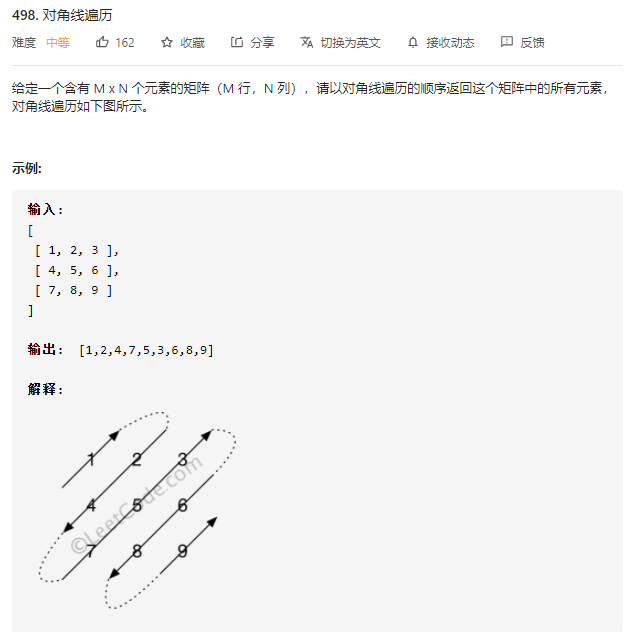 498. 对角线遍历
难度 中等 162 收藏 分享 切换为英文 接收动态 反馈
给定一个含有 M x N 个元素的矩阵（M 行，N 列），请以对角线遍历的顺序返回这个矩阵中的所有元素，
对角线遍历如下图所示。
示例:
输入:
[
[ 1, 2, 3 ],
[ 4, 5, 6 ],
[ 7, 8, 9 ]
]
输出: [1,2,4,7,5,3,6,8,9]
解释:
1 2 3
4 5 6
7 8 9
©LeetCode.com